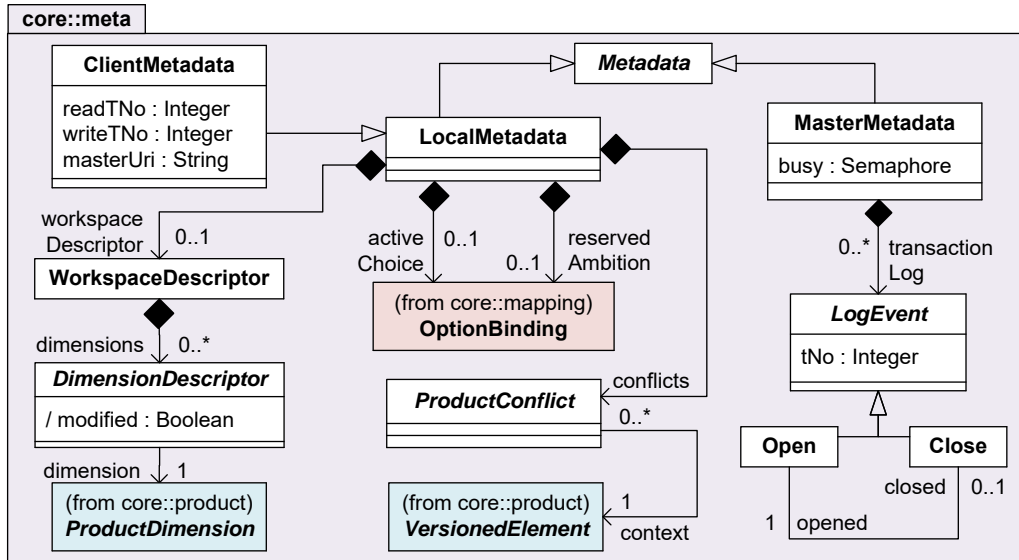 core::meta
ClientMetadata
readTNo : Integer
writeTNo : Integer
masterUri : String
Metadata
LocalMetadata
MasterMetadata
busy : Semaphore
workspace
Descriptor
0..1
active
Choice
0..1
reserved
Ambition
0..1
0..*
transaction
Log
WorkspaceDescriptor
(from core::mapping)
OptionBinding
LogEvent
tNo : Integer
dimensions
0..*
DimensionDescriptor
/ modified : Boolean
ProductConflict
conflicts
0..*
Open
Close
dimension
1
closed
0..1
(from core::product)
ProductDimension
(from core::product)
VersionedElement
1
context
1
opened